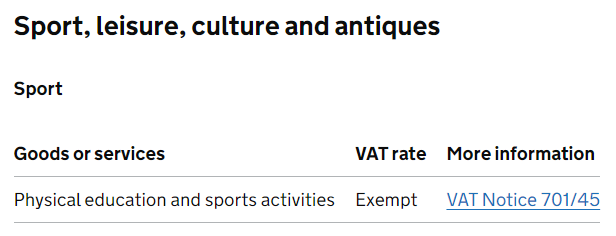 Sport, leisure, culture and antiques
Sport
Goods or services VAT rate More information
Physical education and sports activities Exempt VAT Notice 701/45